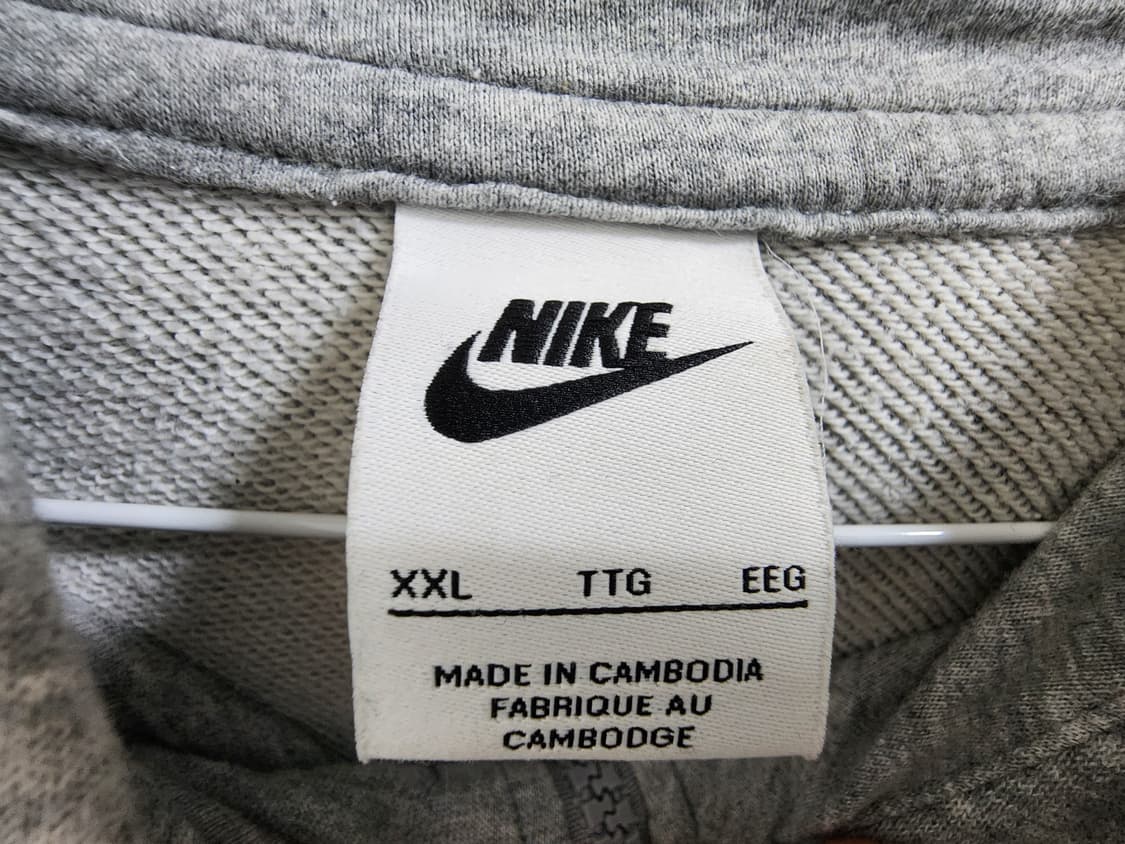 NIKE
XXL TTG EEG
MADE IN CAMBODIA
FABRIQUE AU
CAMBODGE